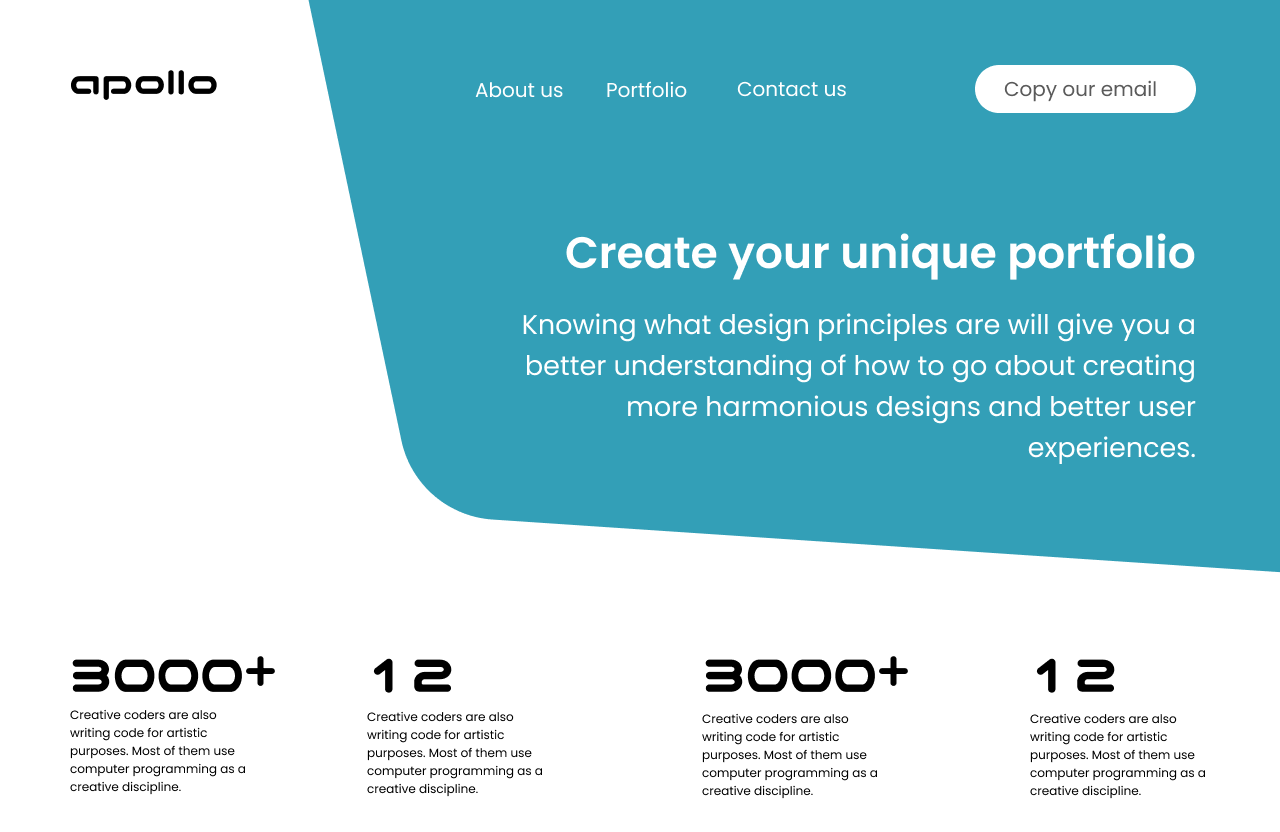 apollo
About us
Portfolio
Contact us
Copy our email
Create your unique portfolio
Knowing what design principles are will give you a
better understanding of how to go about creating
more harmonious designs and better user
experiences.
3000+
Creative coders are also
writing code for artistic
purposes. Most of them use
computer programming as a
creative discipline.
12
Creative coders are also
writing code for artistic
purposes. Most of them use
computer programming as a
creative discipline.
3000+
Creative coders are also
writing code for artistic
purposes. Most of them use
computer programming as a
creative discipline.
12
Creative coders are also
writing code for artistic
purposes. Most of them use
computer programming as a
creative discipline.